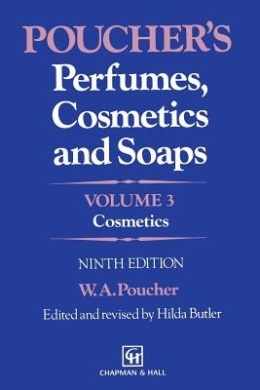 POUCHER'S
Perfumes,
Cosmetics
and Soaps
VOLUME 3
Cosmetics
NINTH EDITION
W.A.Poucher
Edited and revised by Hilda Butler
CH
CHAPMAN & HALL